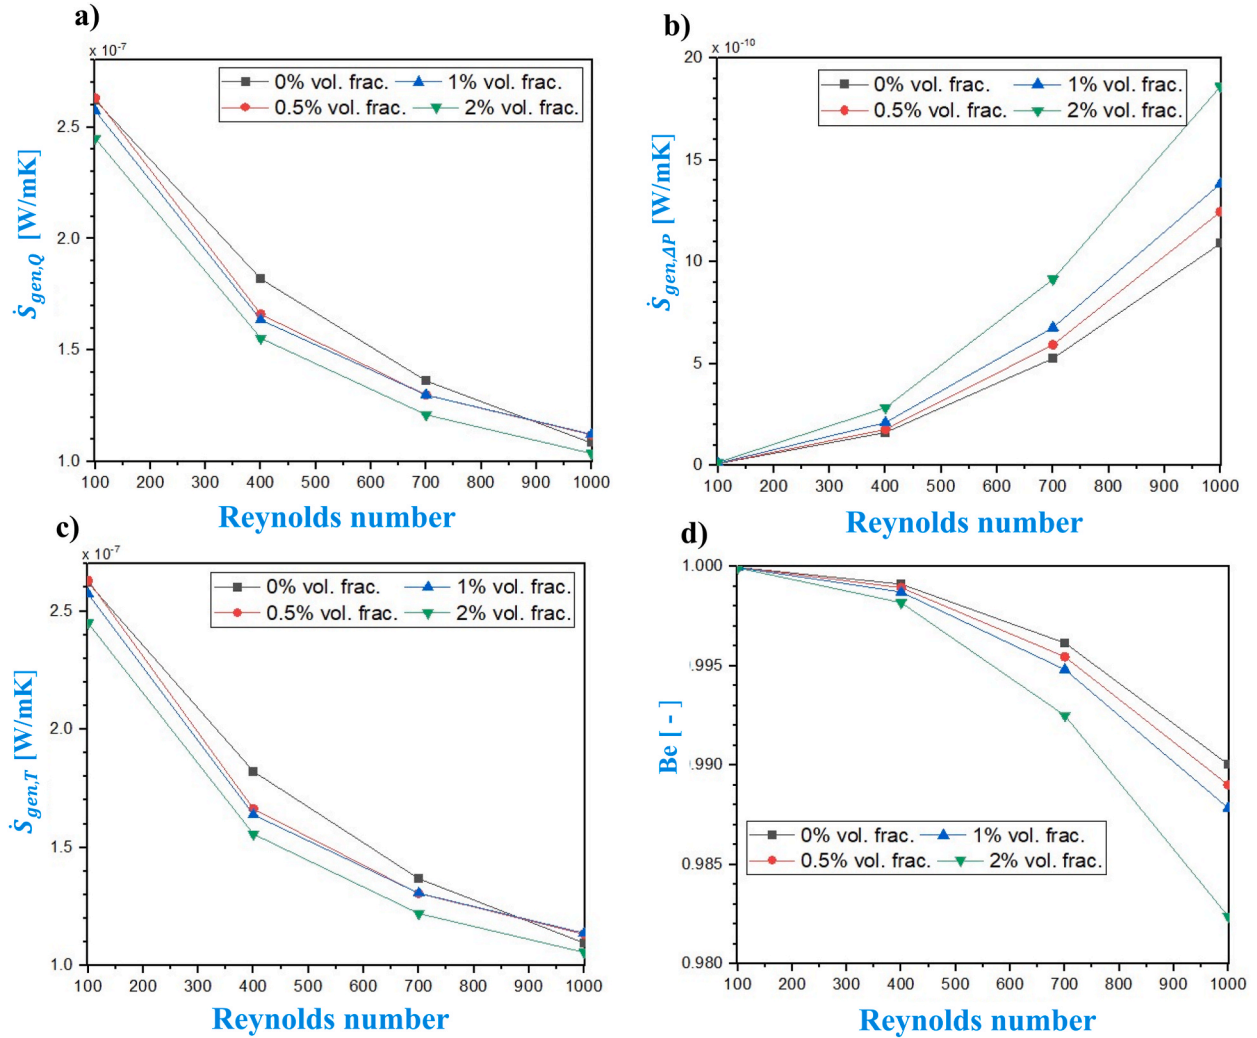 a)
x 10-7
0% vol. frac. 1% vol. frac.
0.5% vol. frac. 2% vol. frac.
2.5
2.0
1.5
1.0
Ṡgen,Q [W/mK]
100 200 300 400 500 600 700 800 900 1000
Reynolds number
b)
x 10-10
0% vol. frac. 1% vol. frac.
0.5% vol. frac. 2% vol. frac.
20
15
10
5
0
Ṡgen,ΔP [W/mK]
100 200 300 400 500 600 700 800 900 1000
Reynolds number
c)
x 10-7
0% vol. frac. 1% vol. frac.
0.5% vol. frac. 2% vol. frac.
2.5
2.0
1.5
1.0
Ṡgen,T [W/mK]
100 200 300 400 500 600 700 800 900 1000
Reynolds number
d)
1.000
.995
0.990
0.985
0.980
Be [ - ]
0% vol. frac. 1% vol. frac.
0.5% vol. frac. 2% vol. frac.
100 200 300 400 500 600 700 800 900 1000
Reynolds number